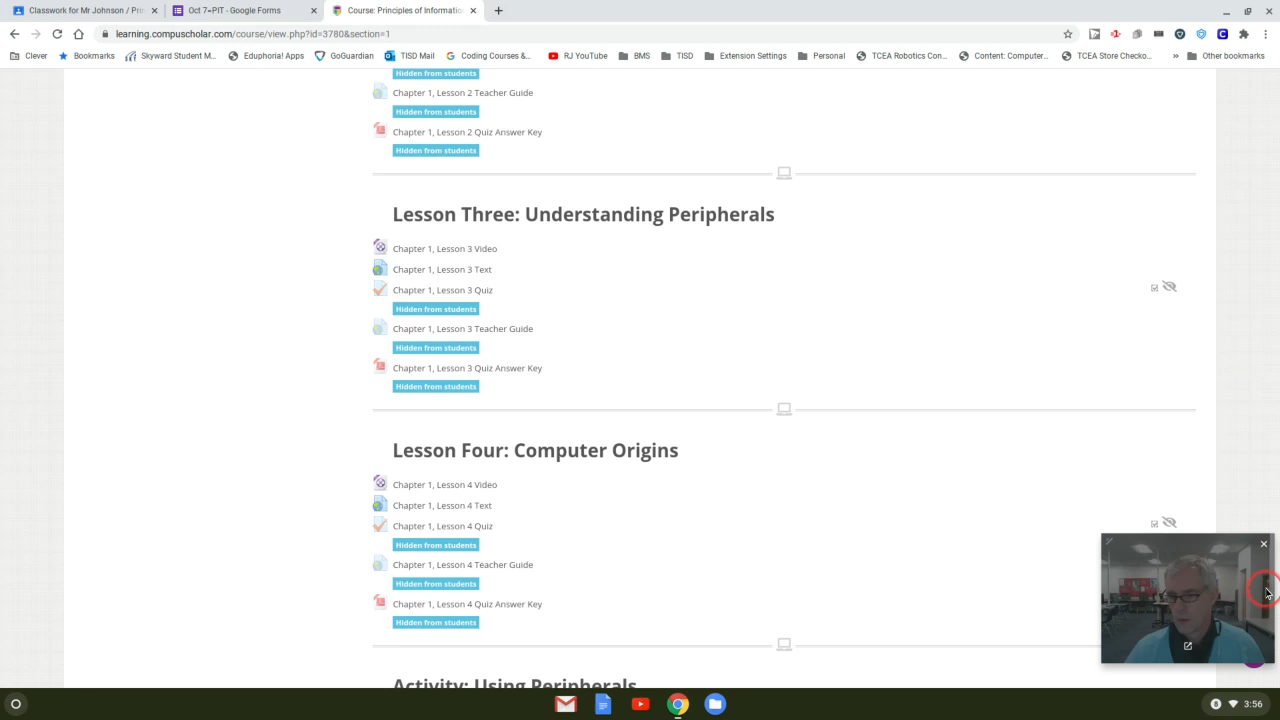 Classwork for Mr Johnson / Pri
Oct 7=PIT - Google Forms
Course: Principles of Informatio
learning.compuscholar.com/course/view.php?id=3780&section=1
Clever
Bookmarks
Skyward Student M...
Eduphoria! Apps
GoGuardian
TISD Mail
Coding Courses &...
RJ YouTube
BMS
TISD
Extension Settings
Personal
TCEA Robotics Con...
Content: Computer...
TCEA Store Checko...
»
Other bookmarks
Hidden from students
Chapter 1, Lesson 2 Teacher Guide
Hidden from students
Chapter 1, Lesson 2 Quiz Answer Key
Hidden from students
Lesson Three: Understanding Peripherals
Chapter 1, Lesson 3 Video
Chapter 1, Lesson 3 Text
Chapter 1, Lesson 3 Quiz
Hidden from students
Chapter 1, Lesson 3 Teacher Guide
Hidden from students
Chapter 1, Lesson 3 Quiz Answer Key
Hidden from students
Lesson Four: Computer Origins
Chapter 1, Lesson 4 Video
Chapter 1, Lesson 4 Text
Chapter 1, Lesson 4 Quiz
Hidden from students
Chapter 1, Lesson 4 Teacher Guide
Hidden from students
Chapter 1, Lesson 4 Quiz Answer Key
Hidden from students
Activity: Using Peripherals
3:56